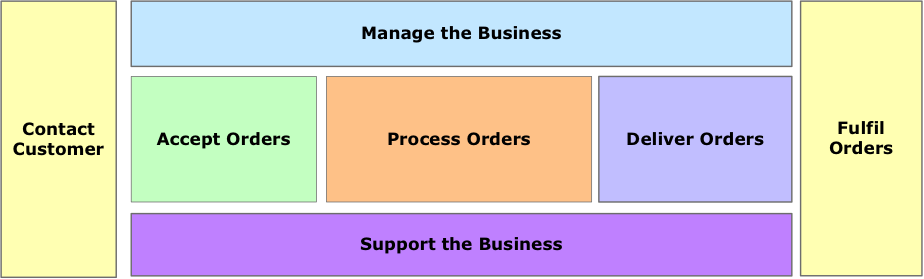 Manage the Business
Contact
Customer
Accept Orders
Process Orders
Deliver Orders
Fulfil
Orders
Support the Business